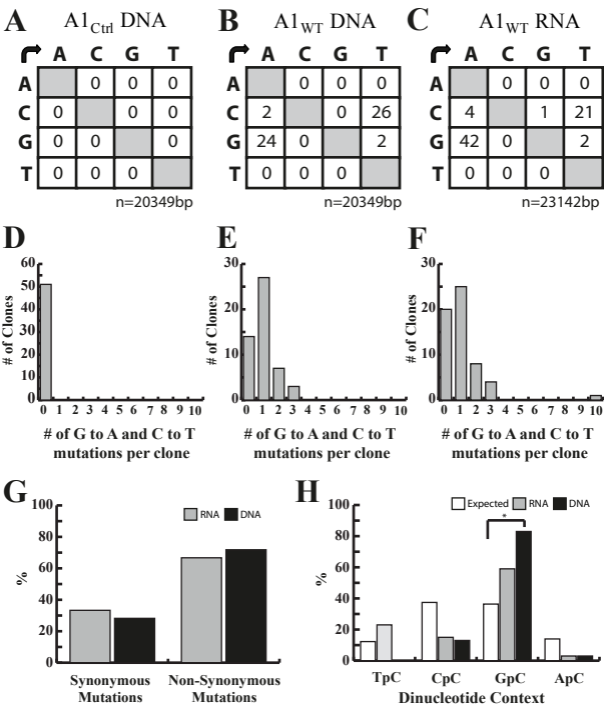 A A1Ctrl DNA
A C G T
A 0 0 0
C 0 0 0
G 0 0 0
T 0 0 0
n=20349bp
B A1WT DNA
A C G T
A 0 0 0
C 2 0 26
G 24 0 2
T 0 0 0
n=20349bp
C A1WT RNA
A C G T
A 0 0 0
C 4 1 21
G 42 0 2
T 0 0 0
n=23142bp
D
# of Clones
60
50
40
30
20
10
0
0 1 2 3 4 5 6 7 8 9 10
# of G to A and C to T
mutations per clone
E
# of Clones
30
20
10
0
0 1 2 3 4 5 6 7 8 9 10
# of G to A and C to T
mutations per clone
F
# of Clones
30
20
10
0
0 1 2 3 4 5 6 7 8 9 10
# of G to A and C to T
mutations per clone
G
%
100
80
60
40
20
0
RNA DNA
Synonymous
Mutations
Non-Synonymous
Mutations
H
%
100
80
60
40
20
0
Expected RNA DNA
*
TpC CpC GpC ApC
Dinucleotide Context